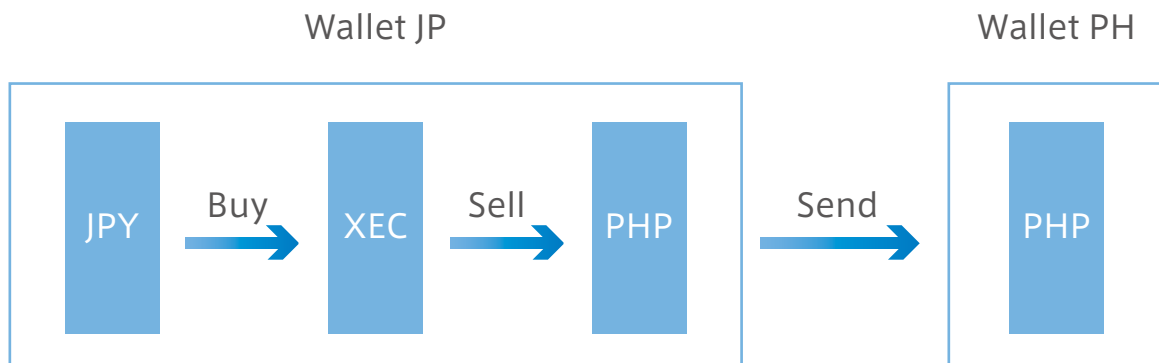 Wallet JP
Wallet PH
JPY
Buy
XEC
Sell
PHP
Send
PHP